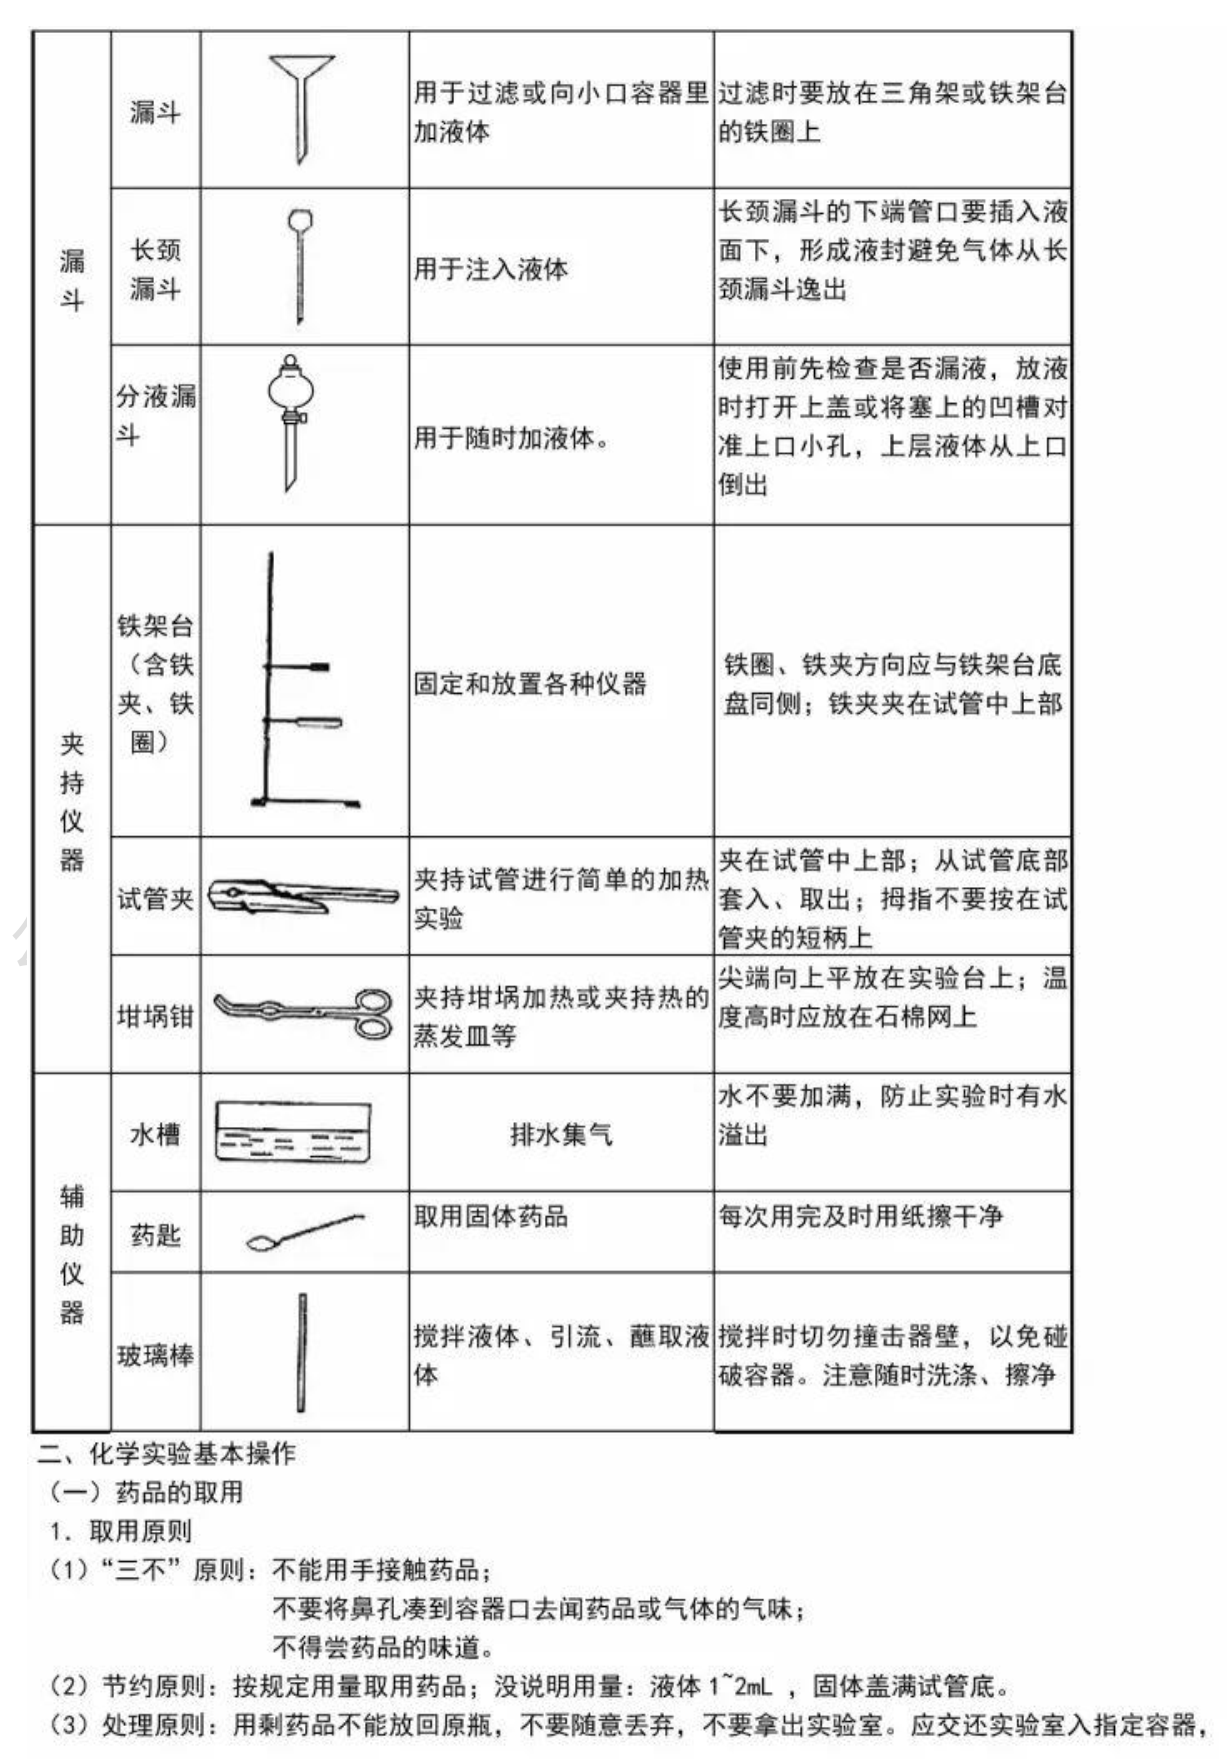 漏斗
漏斗
用于过滤或向小口容器里
加液体
过滤时要放在三角架或铁架台
的铁圈上
长颈
漏斗
用于注入液体
长颈漏斗的下端管口要插入液
面下，形成液封避免气体从长
颈漏斗逸出
分液漏
斗
用于随时加液体。
使用前先检查是否漏液，放液
时打开上盖或将塞上的凹槽对
准上口小孔，上层液体从上口
倒出
夹持仪器
铁架台
（含铁
夹、铁
圈）
固定和放置各种仪器
铁圈、铁夹方向应与铁架台底
盘同侧；铁夹夹在试管中上部
试管夹
夹持试管进行简单的加热
实验
夹在试管中上部；从试管底部
套入、取出；拇指不要按在试
管夹的短柄上
坩埚钳
夹持坩埚加热或夹持热的
蒸发皿等
尖端向上平放在实验台上；温
度高时应放在石棉网上
辅助仪器
水槽
排水集气
水不要加满，防止实验时有水
溢出
药匙
取用固体药品
每次用完及时用纸擦干净
玻璃棒
搅拌液体、引流、蘸取液
体
搅拌时切勿撞击器壁，以免碰
破容器。注意随时洗涤、擦净
二、化学实验基本操作
（一）药品的取用
1．取用原则
（1）“三不”原则：不能用手接触药品；
不要将鼻孔凑到容器口去闻药品或气体的气味；
不得尝药品的味道。
（2）节约原则：按规定用量取用药品；没说明用量：液体 1~2mL ，固体盖满试管底。
（3）处理原则：用剩药品不能放回原瓶，不要随意丢弃，不要拿出实验室。应交还实验室入指定容器，